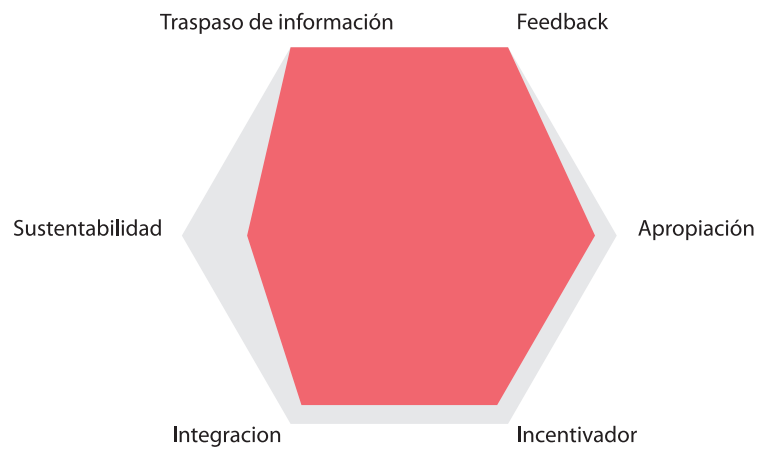 Traspaso de información
Feedback
Sustentabilidad
Apropiación
Integracion
Incentivador